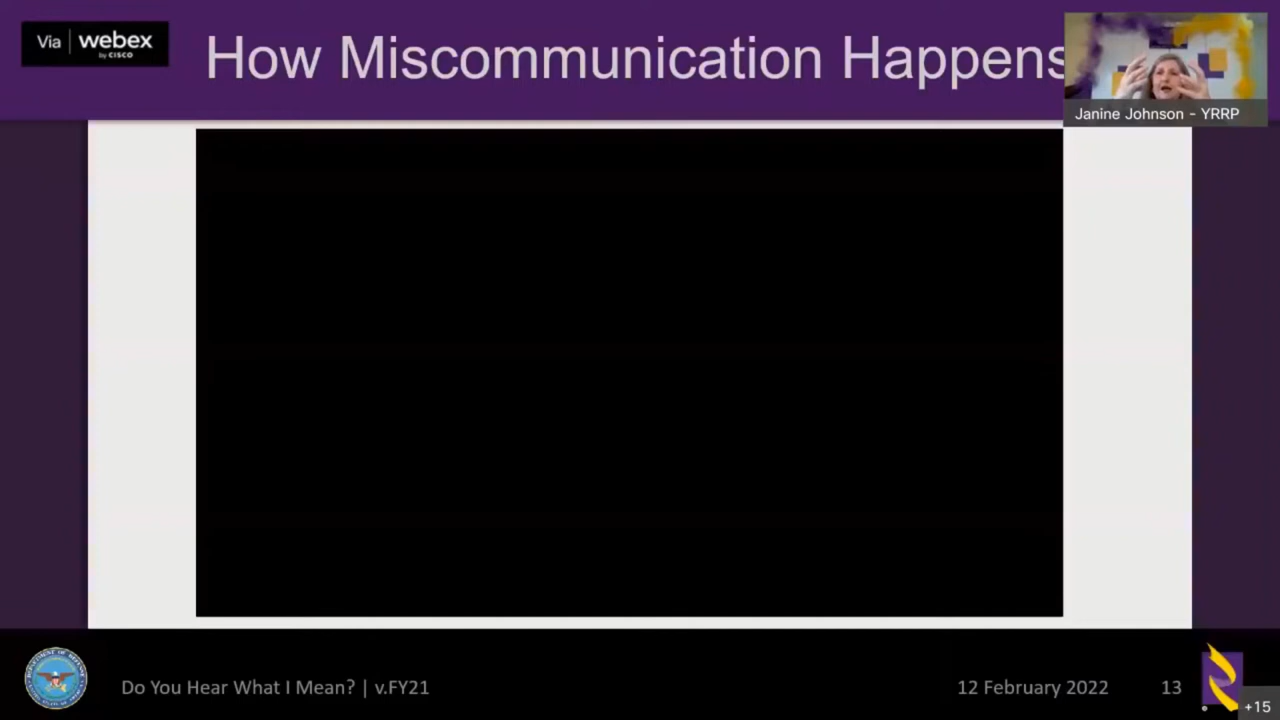 Via webex
by CISCO
How Miscommunication Happens
Janine Johnson - YRRP
Do You Hear What I Mean? | v.FY21
12 February 2022
13
+15